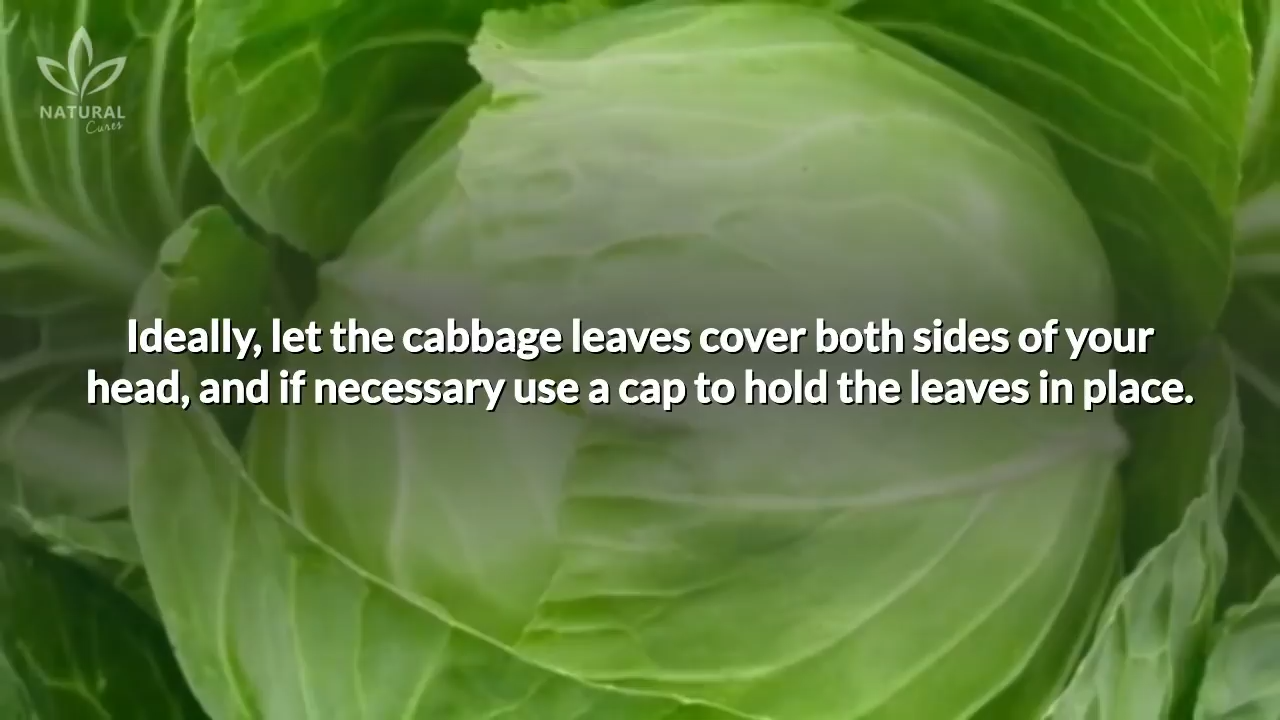 NATURAL
Cures
Ideally, let the cabbage leaves cover both sides of your
head, and if necessary use a cap to hold the leaves in place.